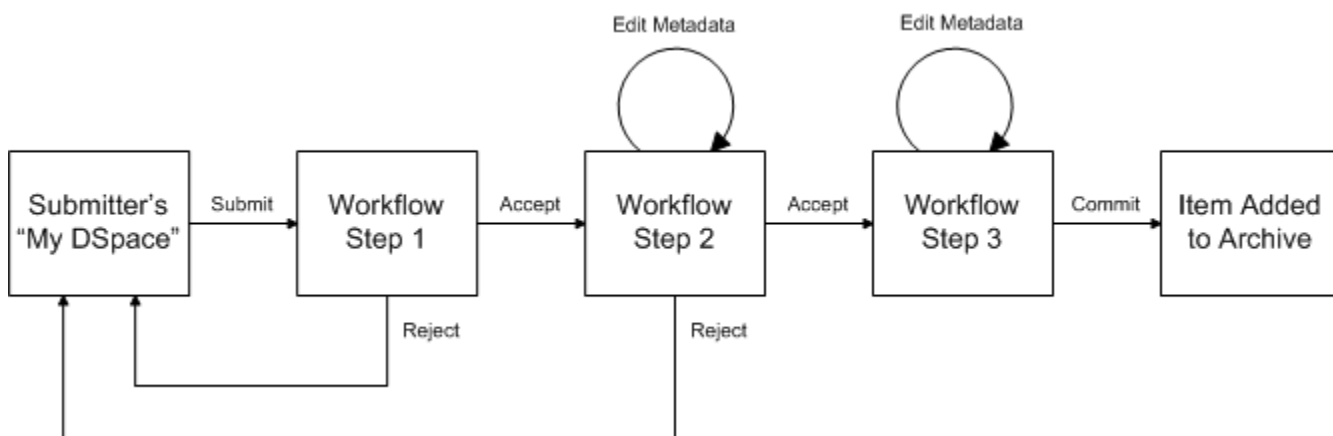 Edit Metadata
Edit Metadata
Submitter's
“My DSpace”
Submit
Workflow
Step 1
Accept
Workflow
Step 2
Accept
Workflow
Step 3
Commit
Item Added
to Archive
Reject
Reject